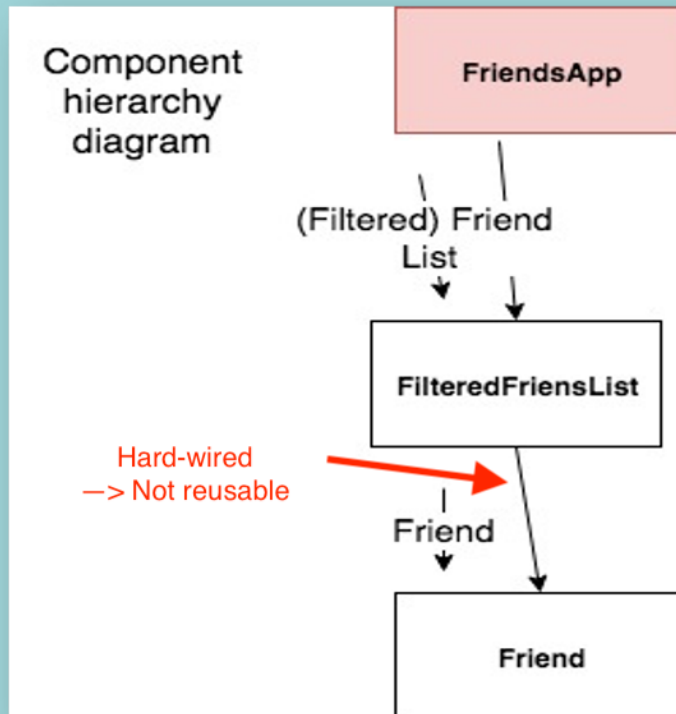 Component
hierarchy
diagram
FriendsApp
(Filtered) Friend
List
FilteredFriensList
Hard-wired
—> Not reusable
Friend
Friend